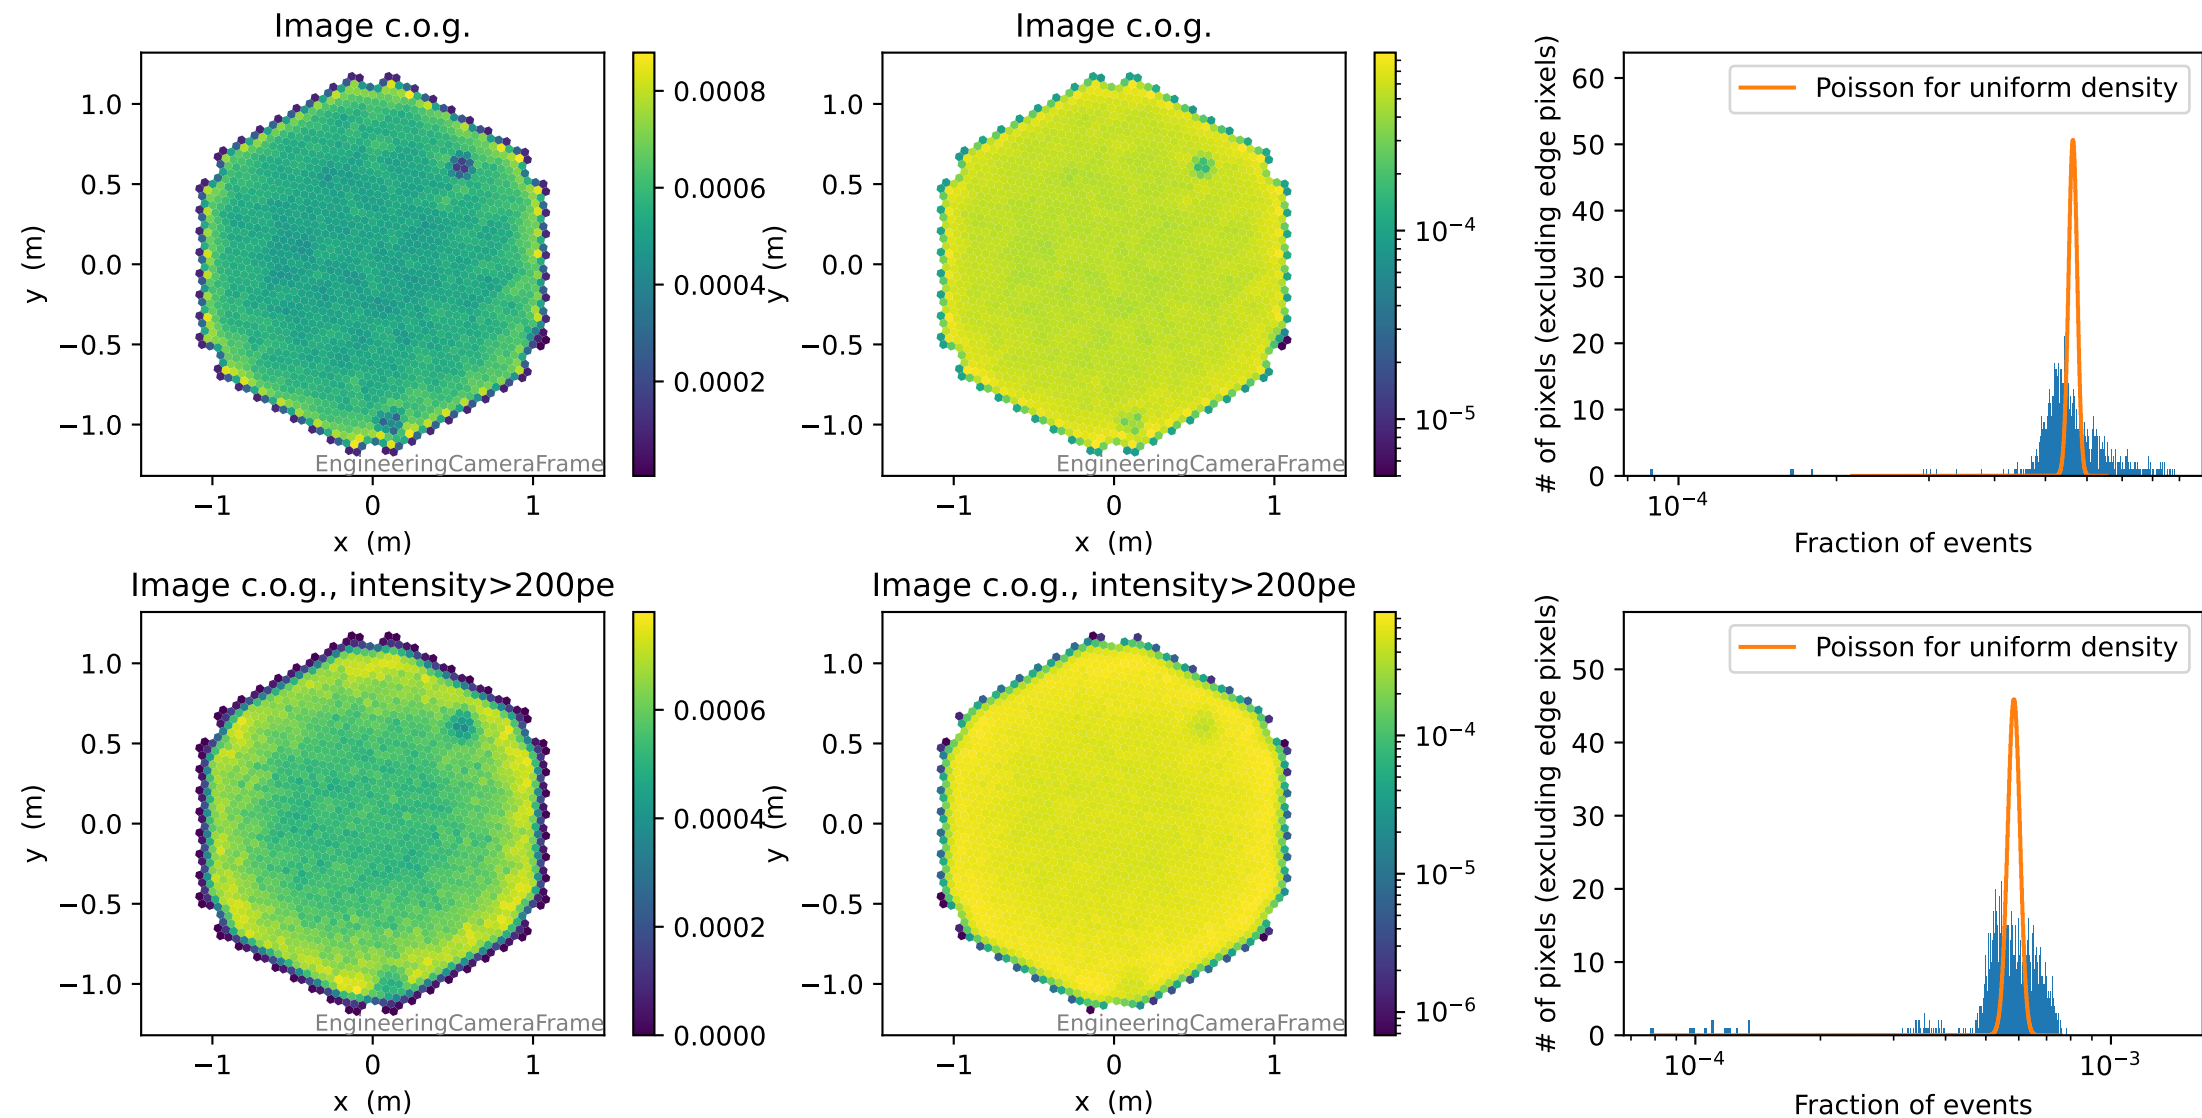 Image c.o.g.
1.0
0.5
0.0
−0.5
−1.0
y (m)
−1
0
1
x (m)
EngineeringCameraFrame
0.0008
0.0006
0.0004
0.0002
Image c.o.g.
1.0
0.5
0.0
−0.5
−1.0
y (m)
−1
0
1
x (m)
EngineeringCameraFrame
10⁻⁴
10⁻⁵
60
50
40
30
20
10
0
# of pixels (excluding edge pixels)
Poisson for uniform density
10⁻⁴
Fraction of events
Image c.o.g., intensity>200pe
1.0
0.5
0.0
−0.5
−1.0
y (m)
−1
0
1
x (m)
EngineeringCameraFrame
0.0006
0.0004
0.0002
0.0000
Image c.o.g., intensity>200pe
1.0
0.5
0.0
−0.5
−1.0
y (m)
−1
0
1
x (m)
EngineeringCameraFrame
10⁻⁴
10⁻⁵
10⁻⁶
50
40
30
20
10
0
# of pixels (excluding edge pixels)
Poisson for uniform density
10⁻⁴
10⁻³
Fraction of events